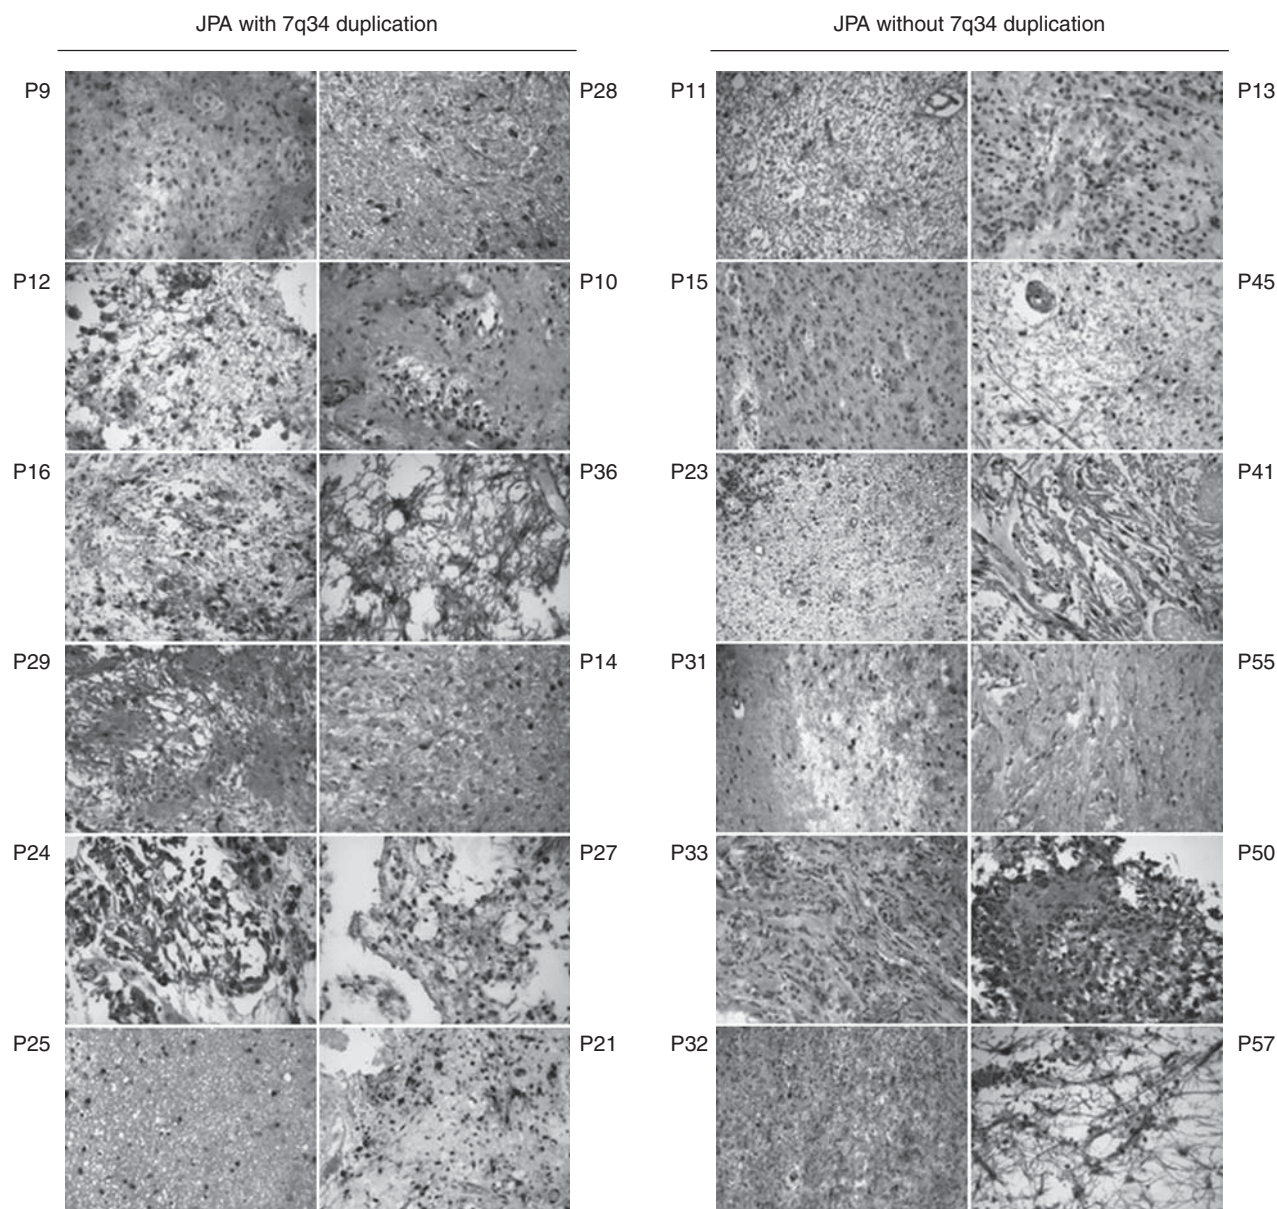 JPA with 7q34 duplication
JPA without 7q34 duplication
P9 P28 P11 P13
P12 P10 P15 P45
P16 P36 P23 P41
P29 P14 P31 P55
P24 P27 P33 P50
P25 P21 P32 P57